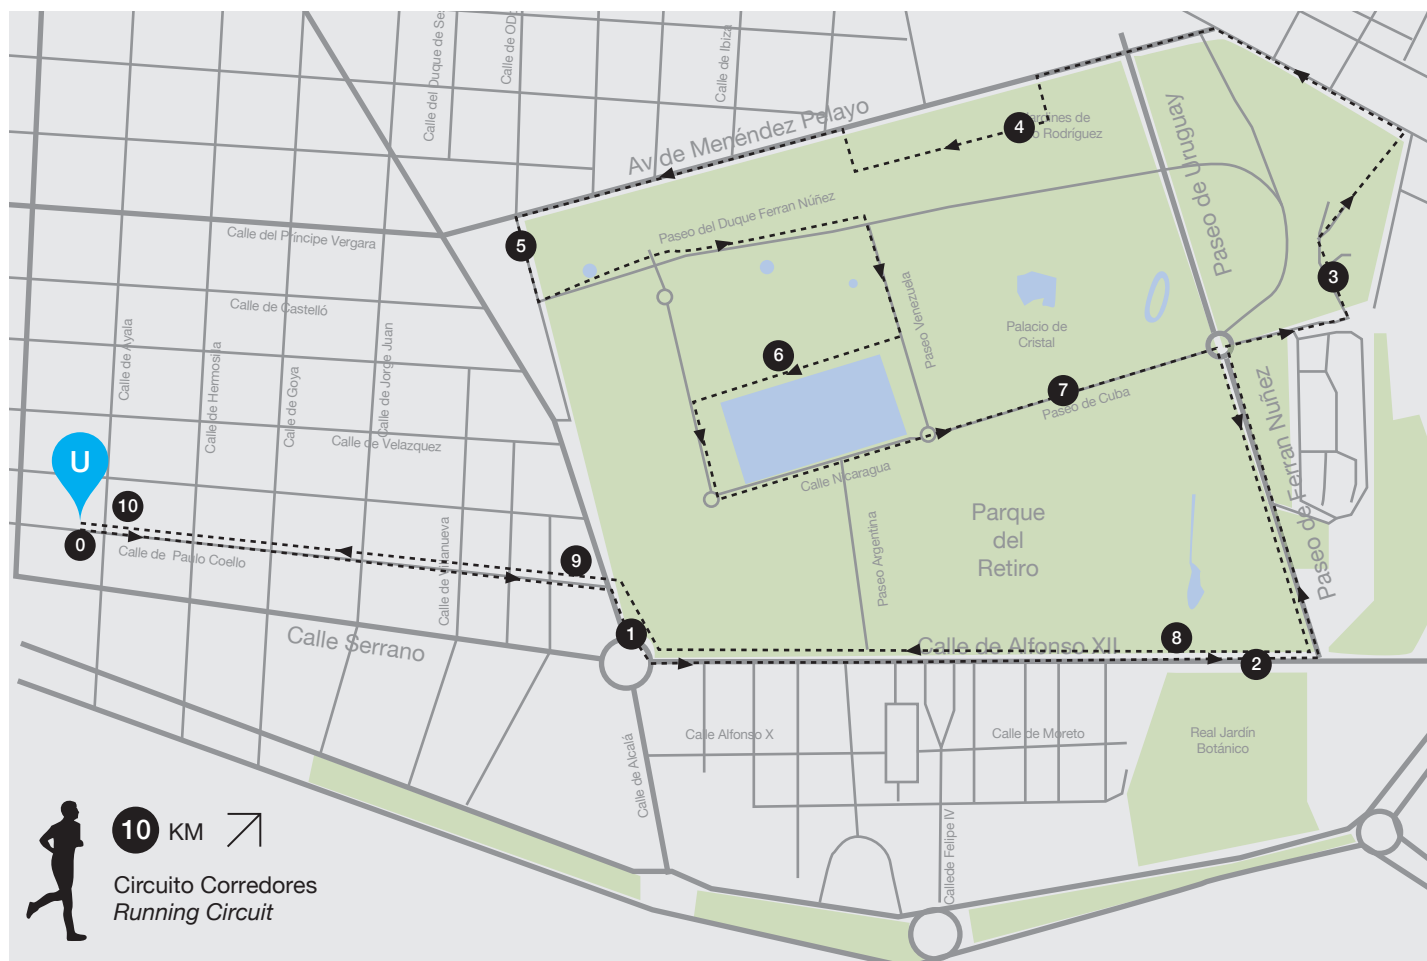 Calle del Duque de Ses
Calle de OD
Calle de Ibiza
Av de Menéndez Pelayo
4
Jardines de
Rodríguez
Paseo de Uruguay
Calle del Príncipe Vergara
5
Paseo del Duque Ferran Núñez
3
Calle de Castelló
Calle de Ayala
Calle de Hermosilla
Calle de Goya
Calle de Jorge Juan
Paseo Venezuela
Palacio de
Cristal
6
7
Paseo de Cuba
Calle de Velazquez
U
Calle Nicaragua
Paseo de Ferran Nuñez
10
0
Calle de Paulo Coello
Calle de Villanueva
9
Paseo Argentina
Parque
del
Retiro
Calle Serrano
1
Calle de Alfonso XII
8
2
Calle de Alcalá
Calle Alfonso X
Calle de Moreto
Real Jardín
Botánico
Callede Felipe IV
10 KM
Circuito Corredores
Running Circuit